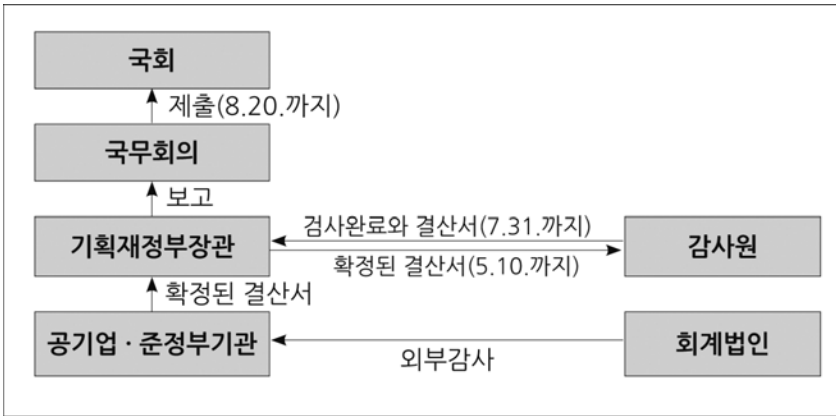 국회
제출(8.20.까지)
국무회의
보고
기획재정부장관
검사완료와 결산서(7.31.까지)
확정된 결산서(5.10.까지)
감사원
확정된 결산서
공기업·준정부기관
외부감사
회계법인